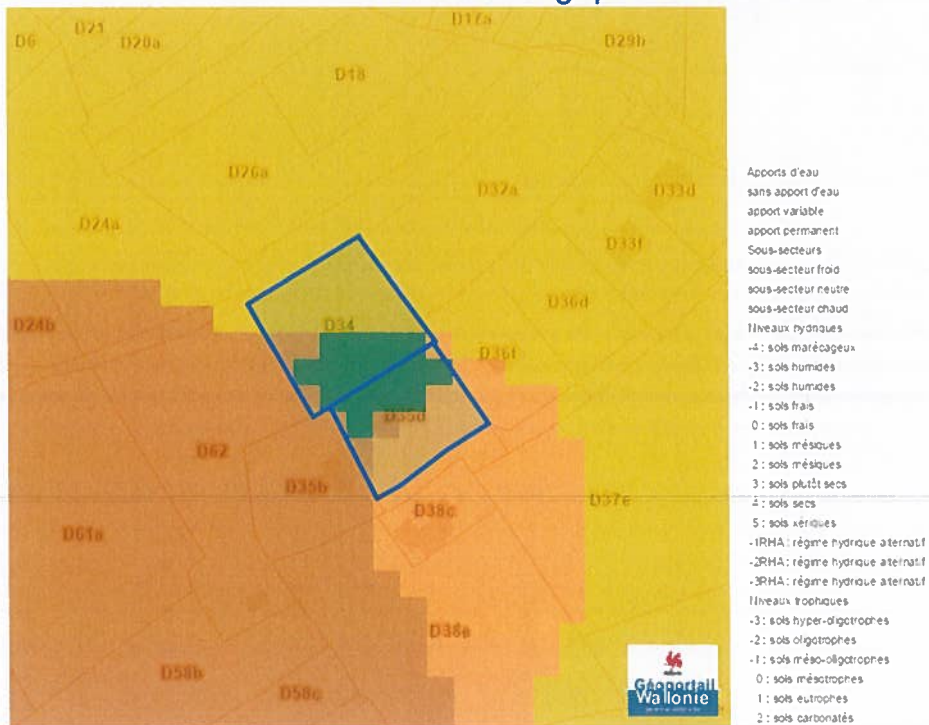 D6
D21
D20a
D17a
D29b
D18
D26a
D32a
D33d
D24a
D33f
D36d
D24b
D34
D36f
D35d
D62
D35b
D37e
D38c
D61a
D38e
D58b
D58c
Géoportail
Wallonie
Apports d'eau
sans apport d'eau
apport variable
apport permanent
Sous-secteurs
sous-secteur froid
sous-secteur neutre
sous-secteur chaud
Niveaux hydriques
-4 : sols marécageux
-3 : sols humides
-2 : sols humides
-1 : sols frais
0 : sols frais
1 : sols mésiques
2 : sols mésiques
3 : sols plutôt secs
4 : sols secs
5 : sols xériques
-1RHA : régime hydrique alternatif
-2RHA : régime hydrique alternatif
-3RHA : régime hydrique alternatif
Niveaux trophiques
-3 : sols hyper-oligotrophes
-2 : sols oligotrophes
-1 : sols méso-oligotrophes
0 : sols mésotrophes
1 : sols eutrophes
2 : sols carbonatés